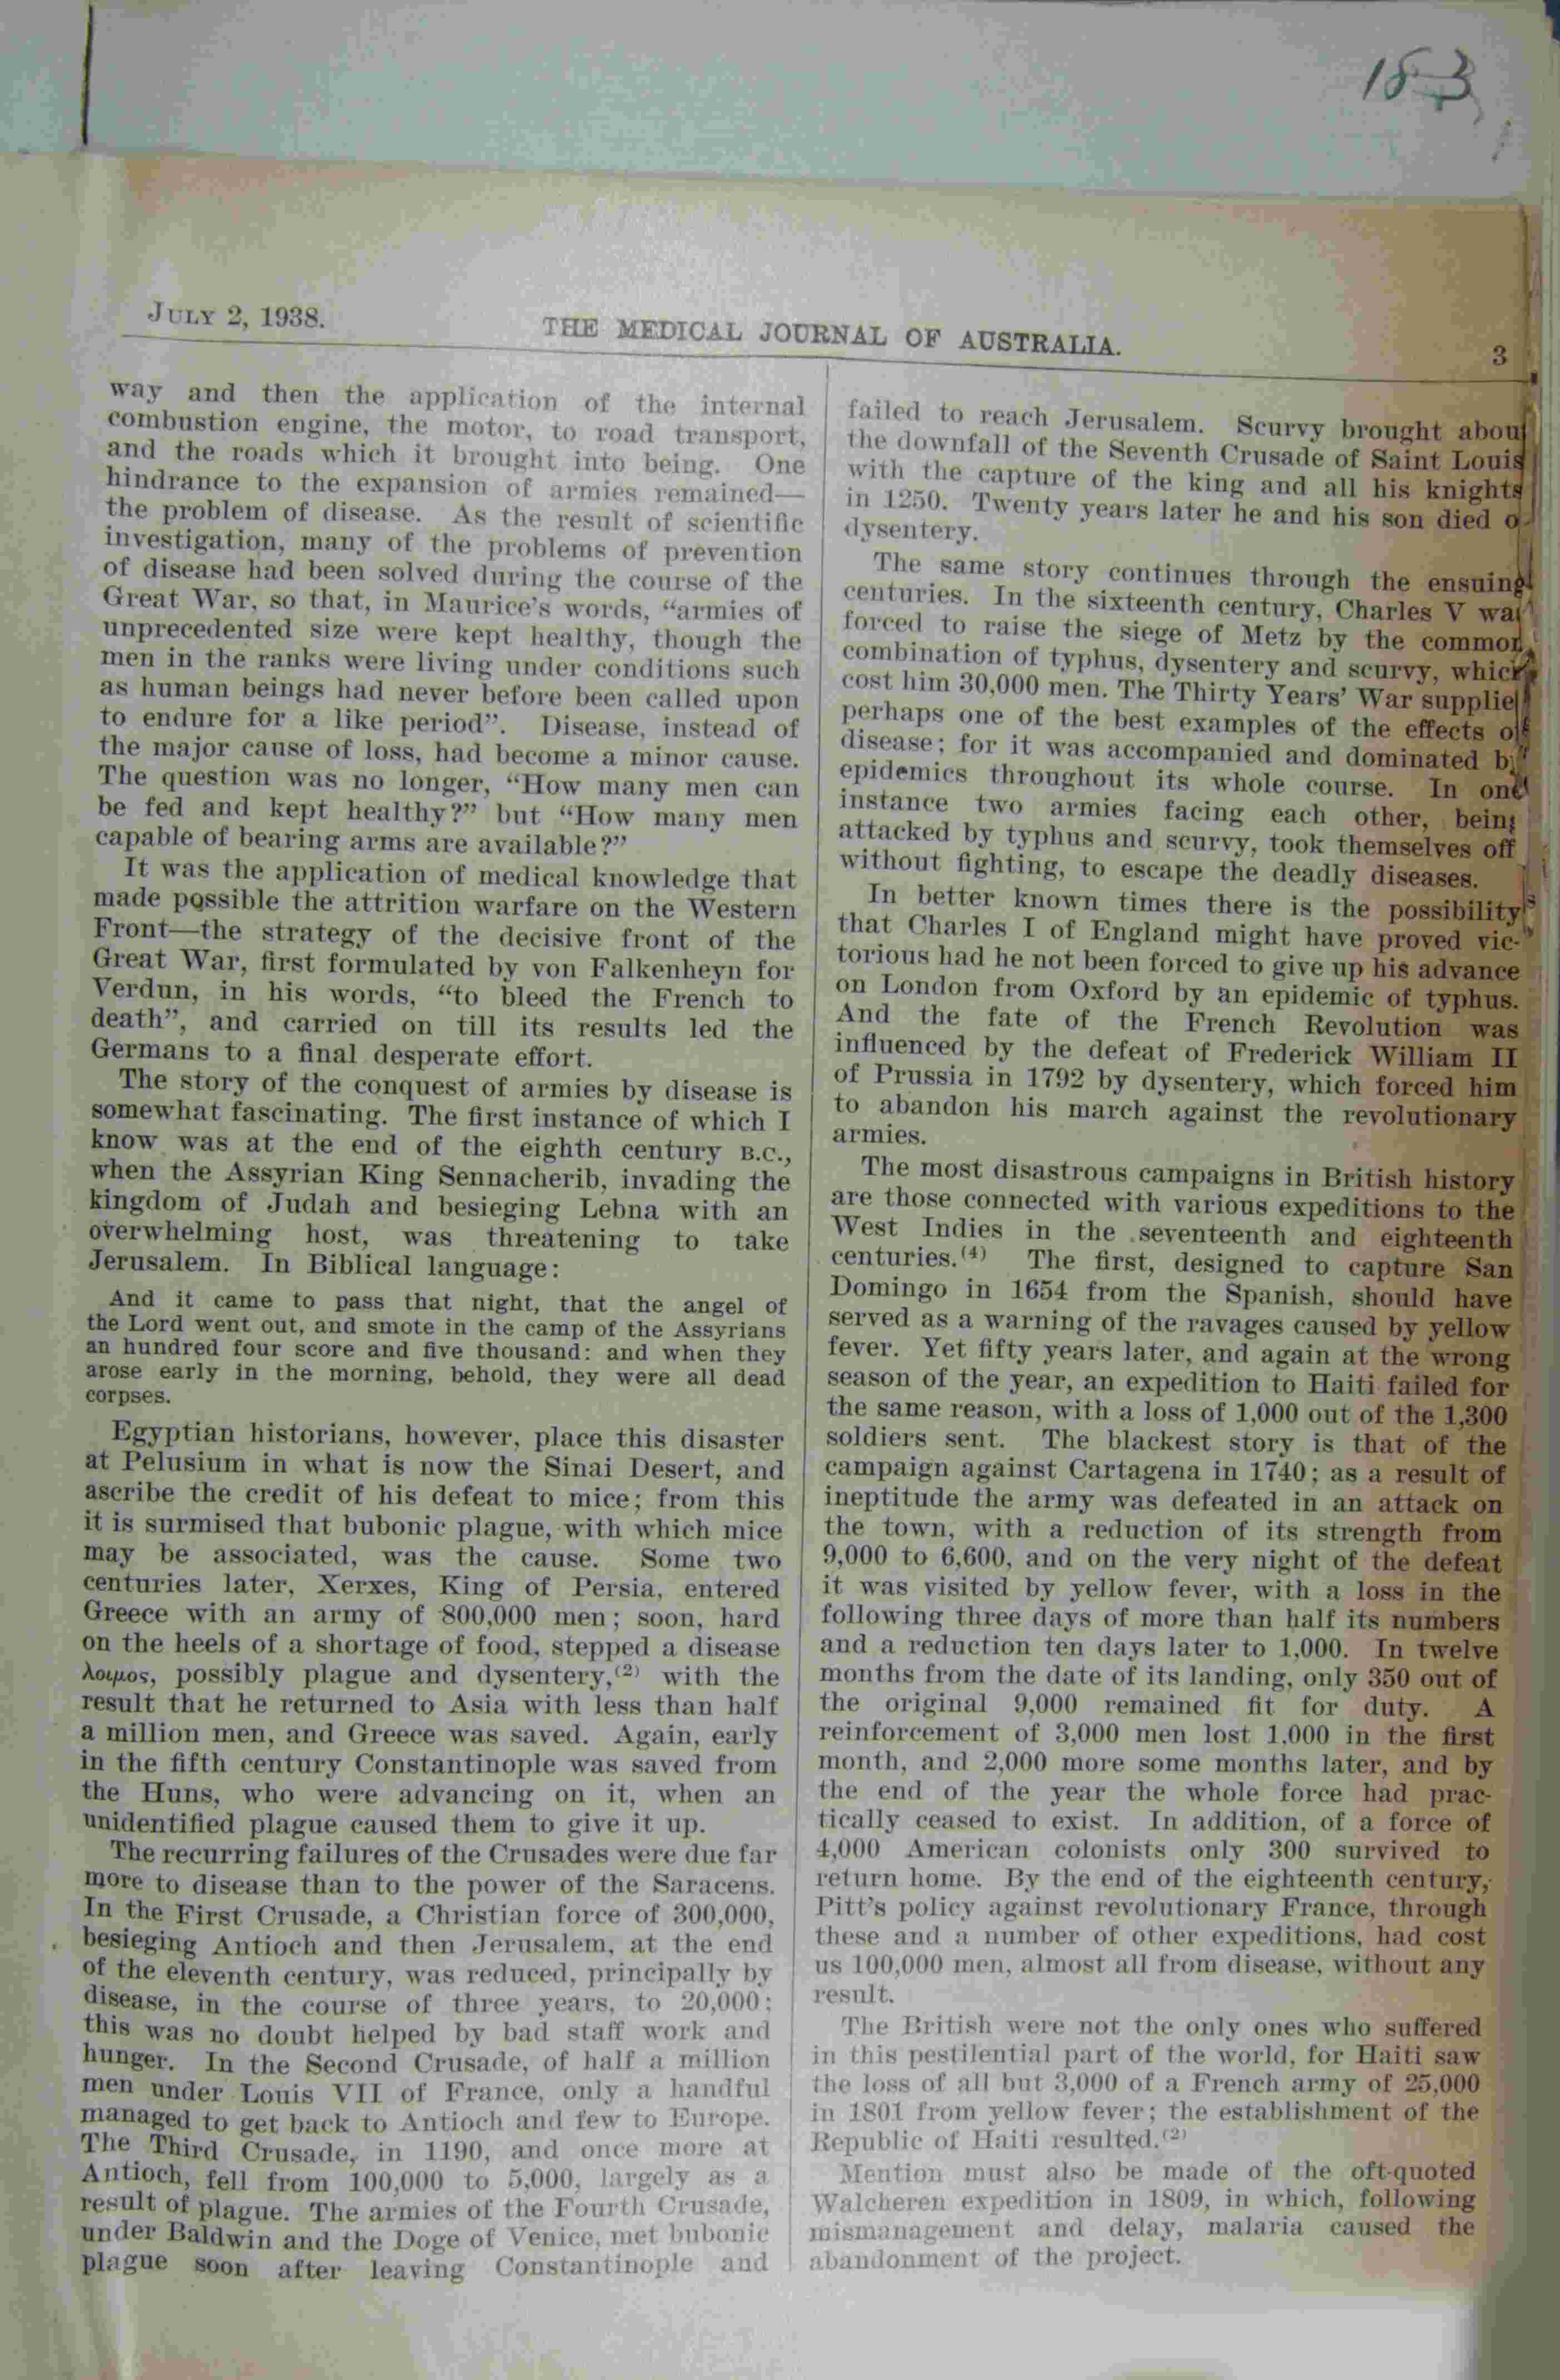 183
JULY 2, 1938.
THE MEDICAL JOURNAL OF AUSTRALIA.
3
way and then the application of the internal
combustion engine, the motor, to road transport,
and the roads which it brought into being. One
hindrance to the expansion of armies remained—
the problem of disease. As the result of scientific
investigation, many of the problems of prevention
of disease had been solved during the course of the
Great War, so that, in Maurice's words, "armies of
unprecedented size were kept healthy, though the
men in the ranks were living under conditions such
as human beings had never before been called upon
to endure for a like period". Disease, instead of
the major cause of loss, had become a minor cause.
The question was no longer, "How many men can
be fed and kept healthy?" but "How many men
capable of bearing arms are available?"
It was the application of medical knowledge that
made possible the attrition warfare on the Western
Front—the strategy of the decisive front of the
Great War, first formulated by von Falkenheyn for
Verdun, in his words, "to bleed the French to
death", and carried on till its results led the
Germans to a final desperate effort.
The story of the conquest of armies by disease is
somewhat fascinating. The first instance of which I
know was at the end of the eighth century B.C.,
when the Assyrian King Sennacherib, invading the
kingdom of Judah and besieging Lebna with an
overwhelming host, was threatening to take
Jerusalem. In Biblical language:
And it came to pass that night, that the angel of
the Lord went out, and smote in the camp of the Assyrians
an hundred four score and five thousand: and when they
arose early in the morning, behold, they were all dead
corpses.
Egyptian historians, however, place this disaster
at Pelusium in what is now the Sinai Desert, and
ascribe the credit of his defeat to mice; from this
it is surmised that bubonic plague, with which mice
may be associated, was the cause. Some two
centuries later, Xerxes, King of Persia, entered
Greece with an army of 800,000 men; soon, hard
on the heels of a shortage of food, stepped a disease
λοιμος, possibly plague and dysentery,(2) with the
result that he returned to Asia with less than half
a million men, and Greece was saved. Again, early
in the fifth century Constantinople was saved from
the Huns, who were advancing on it, when an
unidentified plague caused them to give it up.
The recurring failures of the Crusades were due far
more to disease than to the power of the Saracens.
In the First Crusade, a Christian force of 300,000,
besieging Antioch and then Jerusalem, at the end
of the eleventh century, was reduced, principally by
disease, in the course of three years, to 20,000;
this was no doubt helped by bad staff work and
hunger. In the Second Crusade, of half a million
men under Louis VII of France, only a handful
managed to get back to Antioch and few to Europe.
The Third Crusade, in 1190, and once more at
Antioch, fell from 100,000 to 5,000, largely as a
result of plague. The armies of the Fourth Crusade,
under Baldwin and the Doge of Venice, met bubonic
plague soon after leaving Constantinople and
failed to reach Jerusalem. Scurvy brought about
the downfall of the Seventh Crusade of Saint Louis
with the capture of the king and all his knights
in 1250. Twenty years later he and his son died o
dysentery.
The same story continues through the ensuing
centuries. In the sixteenth century, Charles V wa
forced to raise the siege of Metz by the common
combination of typhus, dysentery and scurvy, which
cost him 30,000 men. The Thirty Years' War supplie
perhaps one of the best examples of the effects of
disease; for it was accompanied and dominated by
epidemics throughout its whole course. In one
instance two armies facing each other, being
attacked by typhus and scurvy, took themselves off
without fighting, to escape the deadly diseases.
In better known times there is the possibility
that Charles I of England might have proved vic-
torious had he not been forced to give up his advance
on London from Oxford by an epidemic of typhus.
And the fate of the French Revolution was
influenced by the defeat of Frederick William II
of Prussia in 1792 by dysentery, which forced him
to abandon his march against the revolutionary
armies.
The most disastrous campaigns in British history
are those connected with various expeditions to the
West Indies in the seventeenth and eighteenth
centuries.(4) The first, designed to capture San
Domingo in 1654 from the Spanish, should have
served as a warning of the ravages caused by yellow
fever. Yet fifty years later, and again at the wrong
season of the year, an expedition to Haiti failed for
the same reason, with a loss of 1,000 out of the 1,300
soldiers sent. The blackest story is that of the
campaign against Cartagena in 1740; as a result of
ineptitude the army was defeated in an attack on
the town, with a reduction of its strength from
9,000 to 6,600, and on the very night of the defeat
it was visited by yellow fever, with a loss in the
following three days of more than half its numbers
and a reduction ten days later to 1,000. In twelve
months from the date of its landing, only 350 out of
the original 9,000 remained fit for duty. A
reinforcement of 3,000 men lost 1,000 in the first
month, and 2,000 more some months later, and by
the end of the year the whole force had prac-
tically ceased to exist. In addition, of a force of
4,000 American colonists only 300 survived to
return home. By the end of the eighteenth century,
Pitt's policy against revolutionary France, through
these and a number of other expeditions, had cost
us 100,000 men, almost all from disease, without any
result.
The British were not the only ones who suffered
in this pestilential part of the world, for Haiti saw
the loss of all but 3,000 of a French army of 25,000
in 1801 from yellow fever; the establishment of the
Republic of Haiti resulted.(2)
Mention must also be made of the oft-quoted
Walcheren expedition in 1809, in which, following
mismanagement and delay, malaria caused the
abandonment of the project.